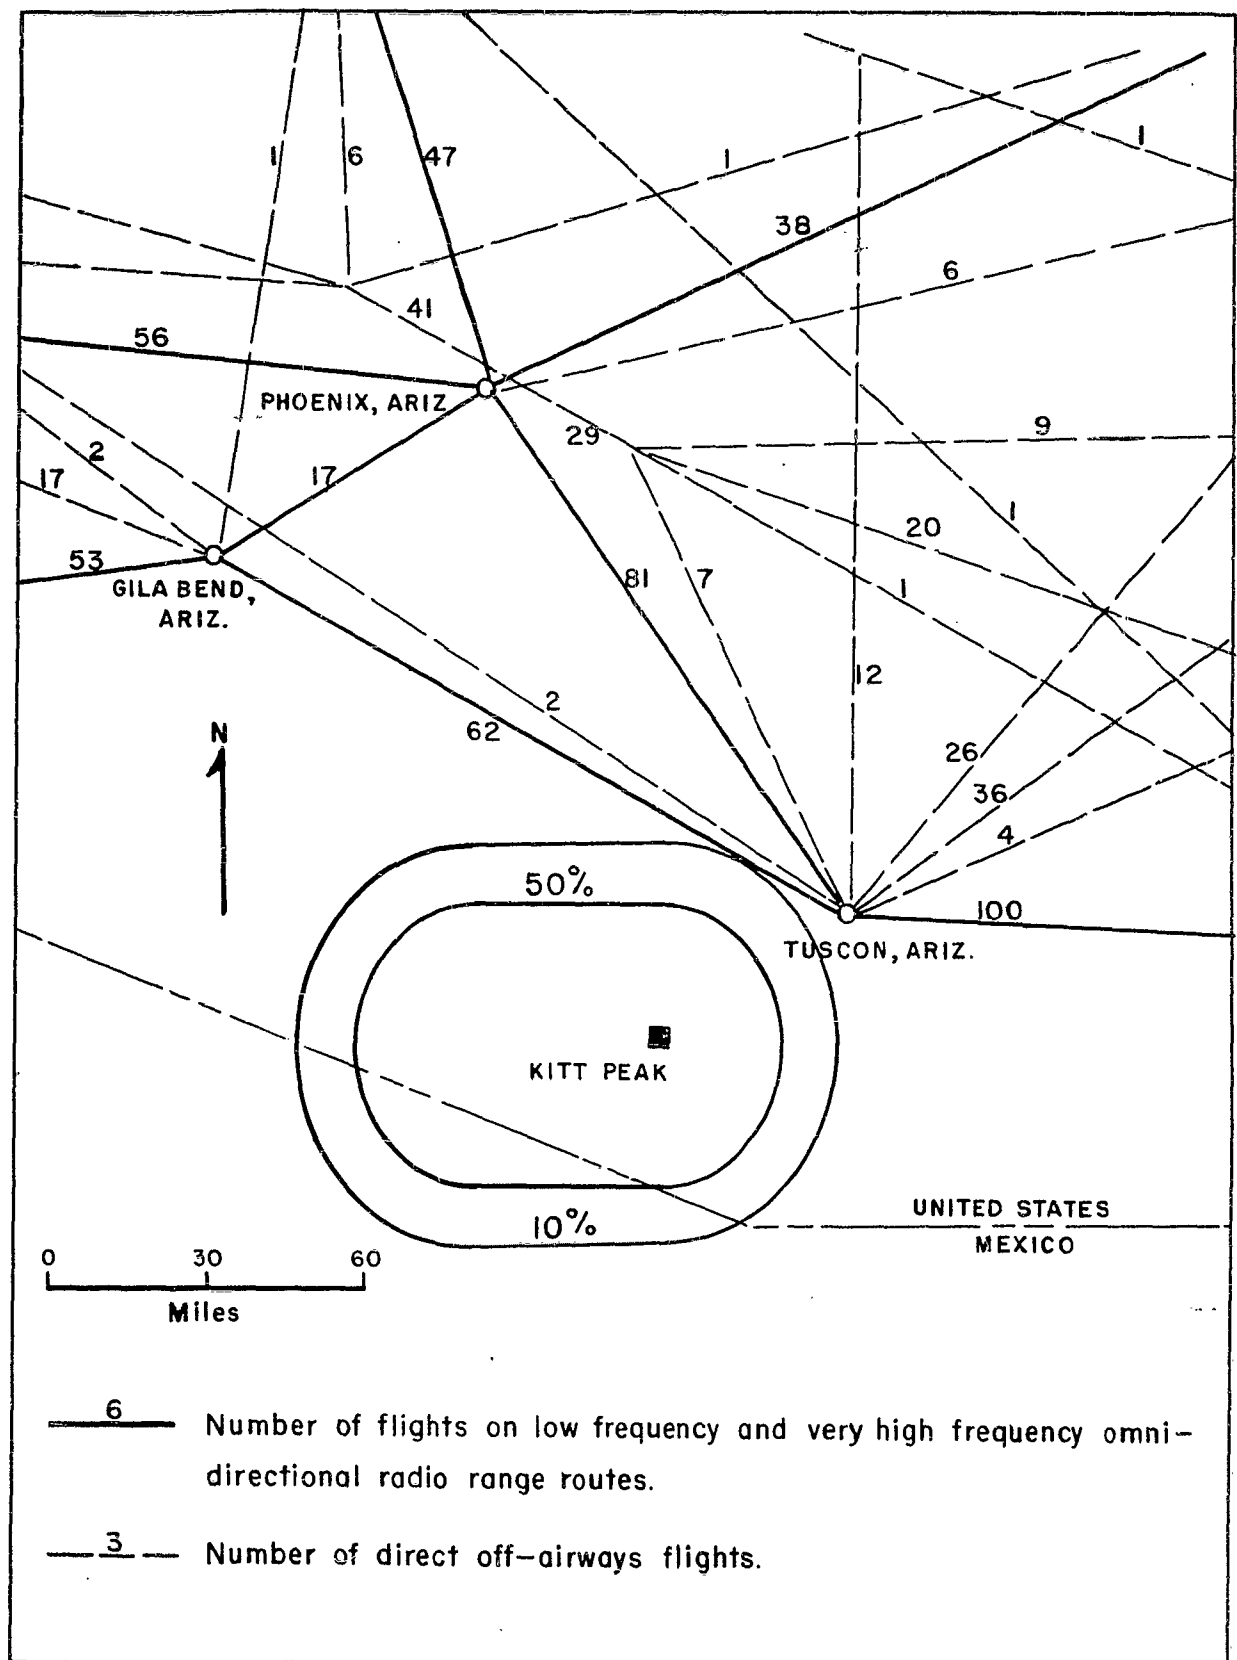 1
6
47
1
1
38
6
41
56
PHOENIX, ARIZ
29
9
2
17
17
1
20
53
81
7
1
GILA BEND,
ARIZ.
12
2
62
N
26
36
4
50%
100
TUSCON, ARIZ.
KITT PEAK
UNITED STATES
10%
MEXICO
0 30 60
Miles
6
Number of flights on low frequency and very high frequency omni-
directional radio range routes.
3
Number of direct off-airways flights.